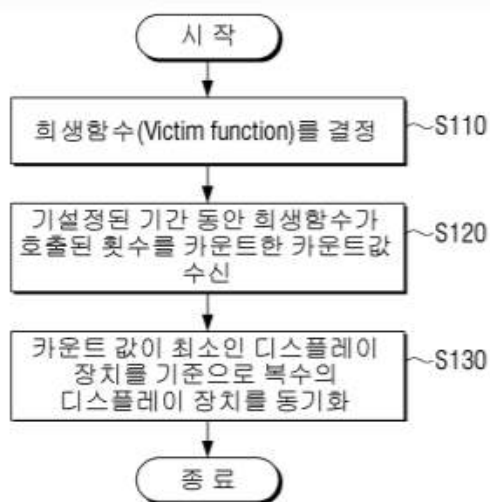 시 작
희생함수(Victim function)를 결정
S110
기설정된 기간 동안 희생함수가
호출된 횟수를 카운트한 카운트값
수신
S120
카운트 값이 최소인 디스플레이
장치를 기준으로 복수의
디스플레이 장치를 동기화
S130
종 료